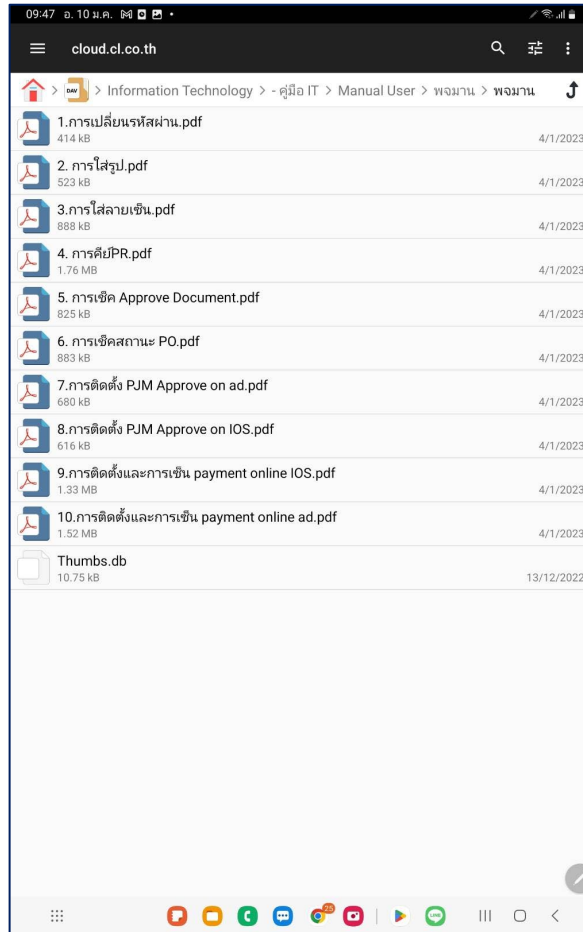 09:47 อ. 10 ม.ค.
cloud.cl.co.th
DAV > Information Technology > - คู่มือ IT > Manual User > พจมาน > พจมาน
1.การเปลี่ยนรหัสผ่าน.pdf
414 kB 4/1/2023
2. การใส่รูป.pdf
523 kB 4/1/2023
3.การใส่ลายเซ็น.pdf
888 kB 4/1/2023
4. การคีย์PR.pdf
1.76 MB 4/1/2023
5. การเช็ค Approve Document.pdf
825 kB 4/1/2023
6. การเช็คสถานะ PO.pdf
883 kB 4/1/2023
7.การติดตั้ง PJM Approve on ad.pdf
680 kB 4/1/2023
8.การติดตั้ง PJM Approve on IOS.pdf
616 kB 4/1/2023
9.การติดตั้งและการเซ็น payment online IOS.pdf
1.33 MB 4/1/2023
10.การติดตั้งและการเซ็น payment online ad.pdf
1.52 MB 4/1/2023
Thumbs.db
10.75 kB 13/12/2022
25
LINE